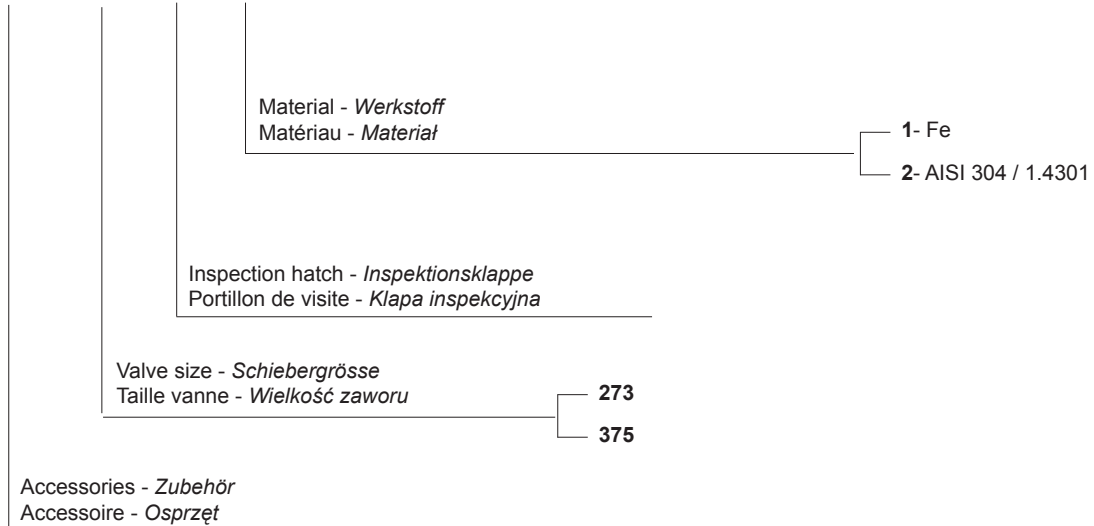 Material - Werkstoff
Matériau - Materiał
1- Fe
2- AISI 304 / 1.4301
Inspection hatch - Inspektionsklappe
Portillon de visite - Klapa inspekcyjna
Valve size - Schiebergrösse
Taille vanne - Wielkość zaworu
273
375
Accessories - Zubehör
Accessoire - Osprzęt